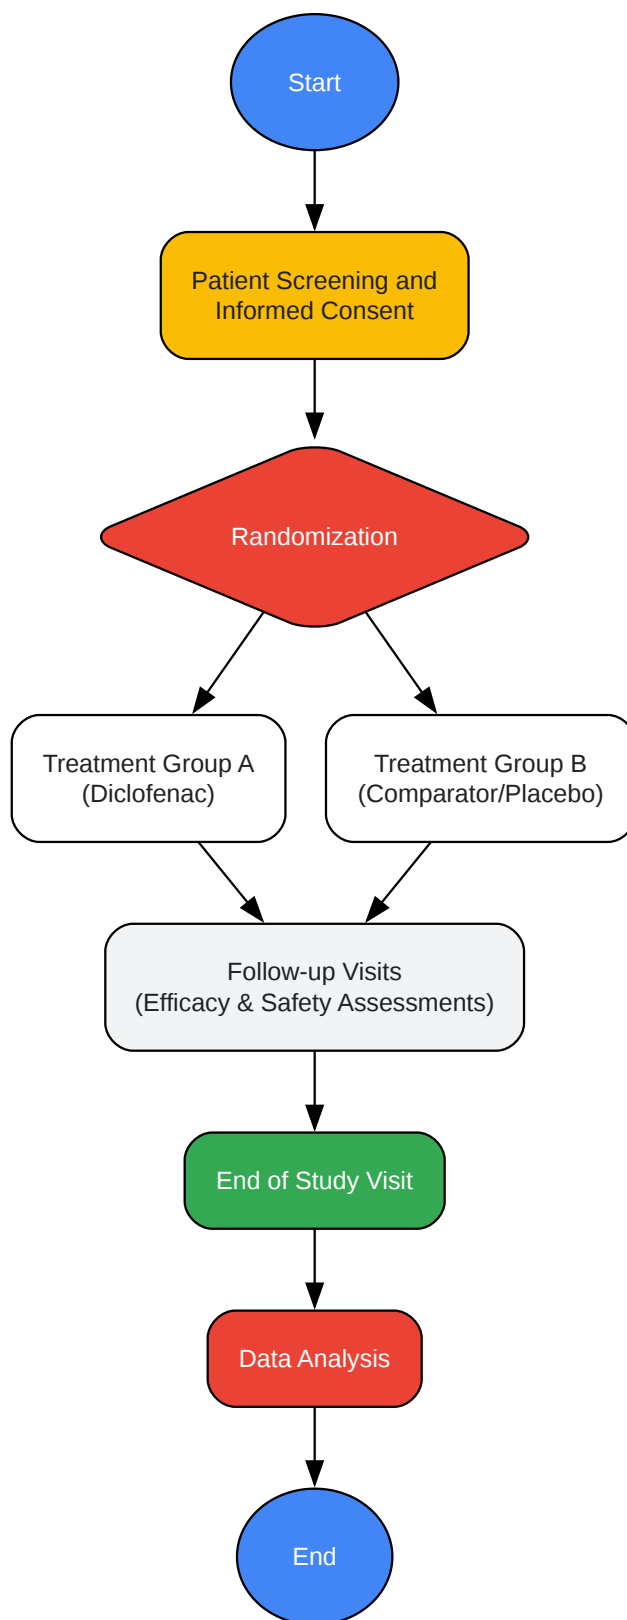 Start
Patient Screening and
Informed Consent
Randomization
Treatment Group A
(Diclofenac)
Treatment Group B
(Comparator/Placebo)
Follow-up Visits
(Efficacy & Safety Assessments)
End of Study Visit
Data Analysis
End